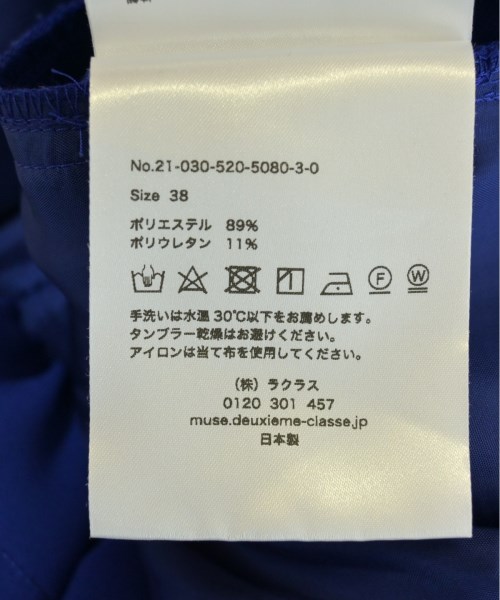 No.21-030-520-5080-3-0
Size 38
ポリエステル 89%
ポリウレタン 11%
手洗いは水温30℃以下をお薦めします。
タンブラー乾燥はお避けください。
アイロンは当て布を使用してください。
(株)ラクラス
0120 301 457
muse.deuxieme-classe.jp
日本製